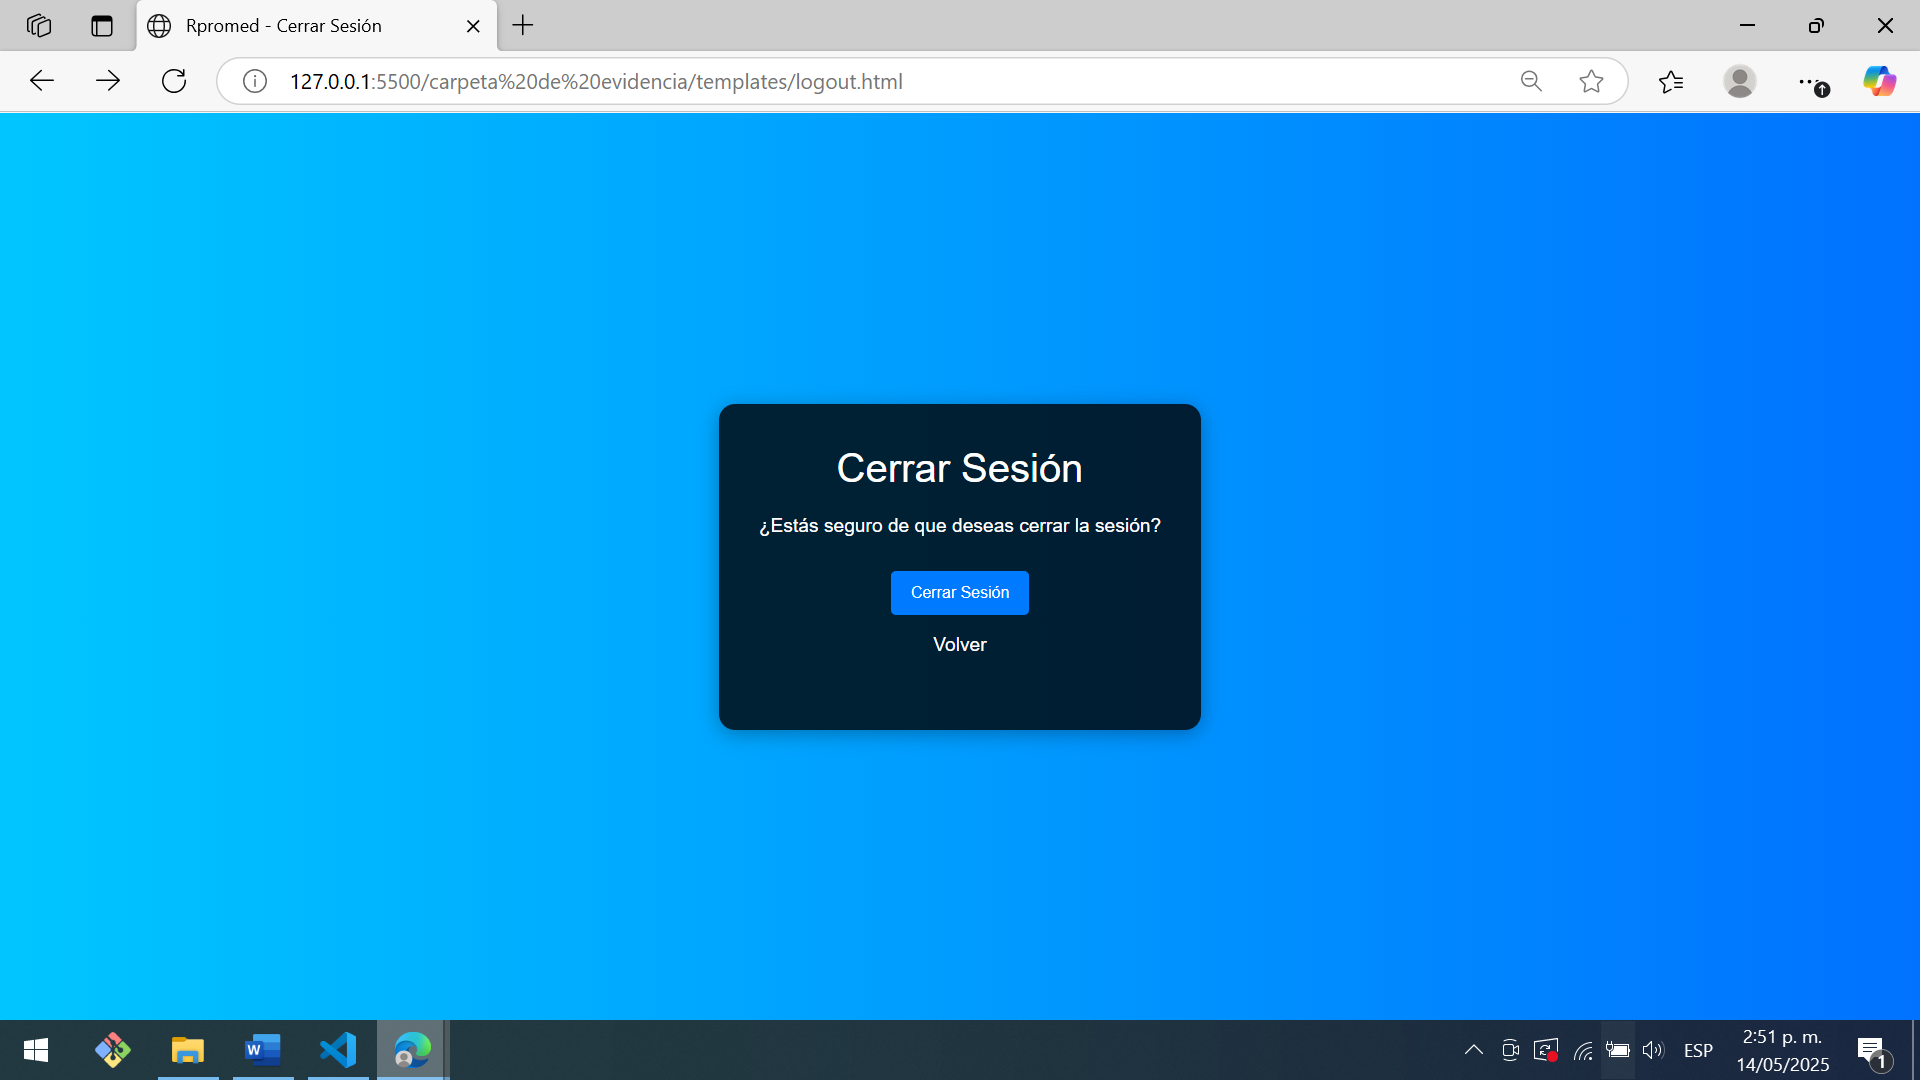 Rpromed - Cerrar Sesión
127.0.0.1:5500/carpeta%20de%20evidencia/templates/logout.html
Cerrar Sesión
¿Estás seguro de que deseas cerrar la sesión?
Cerrar Sesión
Volver
W
ESP
2:51 p. m.
14/05/2025
1